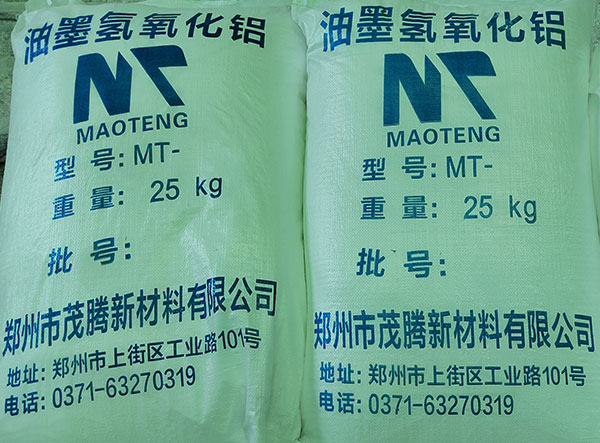 油墨氢氧化铝
MT
MAOTENG
型 号: MT-
重 量: 25 kg
批 号:
郑州市茂腾新材料有限公司
地址: 郑州市上街区工业路101号
电话: 0371-63270319
油墨氢氧化铝
MT
MAOTENG
型 号: MT-
重 量: 25 kg
批 号:
郑州市茂腾新材料有限公司
地址: 郑州市上街区工业路101号
电话: 0371-63270319